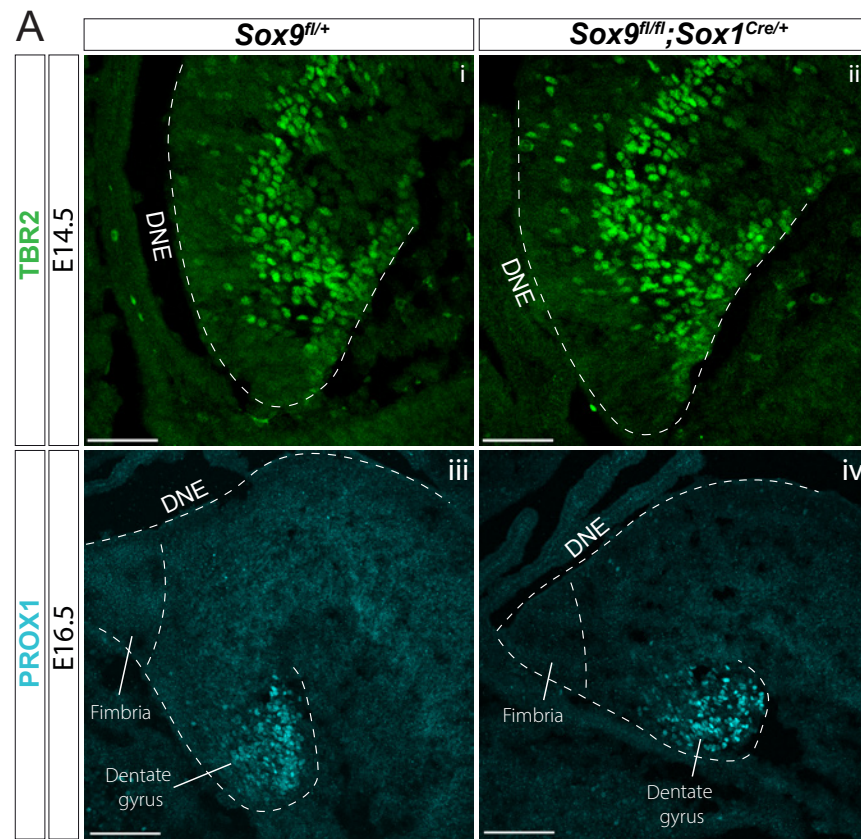 A
Sox9fl/+
Sox9fl/fl;Sox1Cre/+
TBR2
E14.5
i
DNE
ii
DNE
PROX1
E16.5
iii
DNE
Fimbria
Dentate
gyrus
iv
DNE
Fimbria
Dentate
gyrus